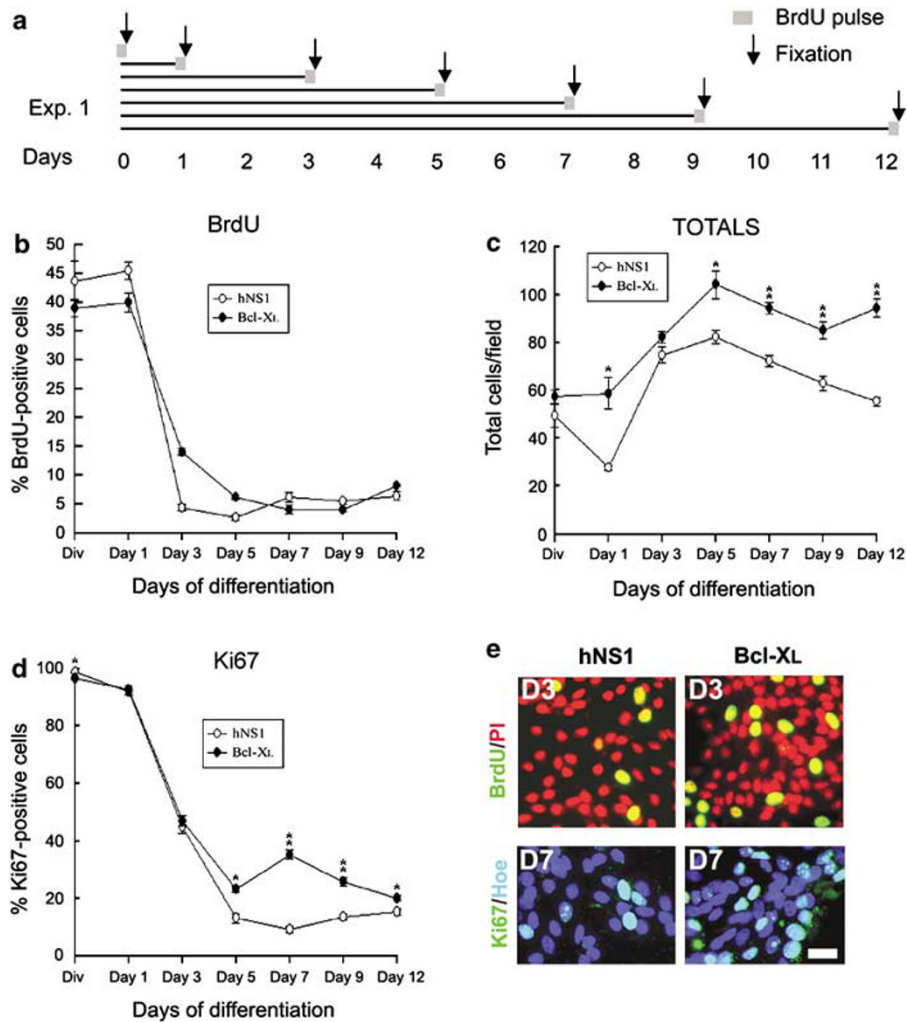 a
BrdU pulse
Fixation
Exp. 1
Days 0 1 2 3 4 5 6 7 8 9 10 11 12
b
BrdU
50
45
40
35
30
25
20
15
10
5
0
% BrdU-positive cells
hNS1
Bcl-XL
Div Day 1 Day 3 Day 5 Day 7 Day 9 Day 12
Days of differentiation
c
TOTALS
120
100
80
60
40
20
0
Total cells/field
hNS1
Bcl-XL
*
*
**
**
**
Div Day 1 Day 3 Day 5 Day 7 Day 9 Day 12
Days of differentiation
d
Ki67
100
80
60
40
20
0
% Ki67-positive cells
hNS1
Bcl-XL
*
*
**
**
*
Div Day 1 Day 3 Day 5 Day 7 Day 9 Day 12
Days of differentiation
e
hNS1 Bcl-XL
BrdU/PI
D3 D3
Ki67/Hoe
D7 D7